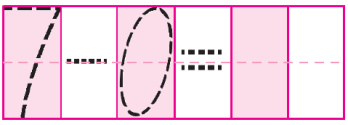 7 - 0 =